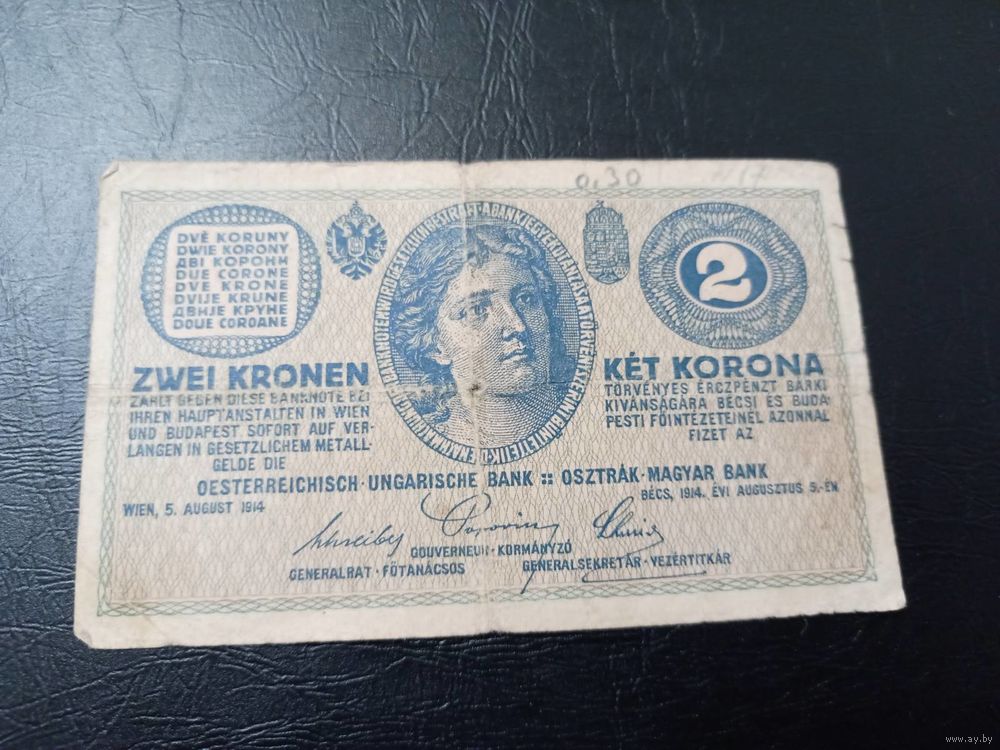 0,30
DVĚ KORUNY
DWIE KORONY
ДВІ КОРОНИ
DUE CORONE
DVE KRONE
DVIJE KRUNE
ДВИЈЕ КРУНЕ
DOUE COROANE
2
ZWEI KRONEN
ZAHLT GEGEN DIESE BANKNOTE BEI
IHREN HAUPTANSTALTEN IN WIEN
UND BUDAPEST SOFORT AUF VER-
LANGEN IN GESETZLICHEM METALL-
GELDE DIE
KÉT KORONA
TÖRVÉNYES ÉRCZPÉNZT BÁRKI
KIVÁNSÁGÁRA BÉCSI ÉS BUDA-
PESTI FŐINTÉZETEINÉL AZONNAL
FIZET AZ
OESTERREICHISCH-UNGARISCHE BANK :: OSZTRÁK-MAGYAR BANK
WIEN, 5. AUGUST 1914
BÉCS, 1914. ÉVI AUGUSZTUS 5.-ÉN
GOUVERNEUR-KORMÁNYZÓ
GENERALRAT-FŐTANÁCSOS
GENERALSEKRETÄR-VEZÉRTITKÁR
www.ay.by